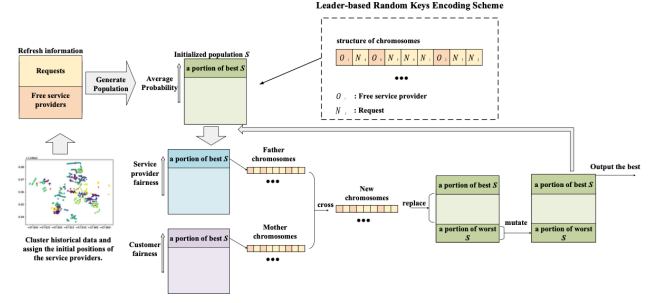 Leader-based Random Keys Encoding Scheme
Refresh information
Requests
Free service
providers
Generate
Population
Average
Probability
Initialized population S
a portion of best S
structure of chromosomes
O N O N N N O N N
•••
O : Free service provider
N : Request
Service
provider
fairness
a portion of best S
Father
chromosomes
•••
Customer
fairness
a portion of best S
Mother
chromosomes
•••
cross
New
chromosomes
•••
replace
a portion of best S
a portion of worst
S
mutate
a portion of best S
a portion of worst
S
Output the best
Cluster historical data and
assign the initial positions of
the service providers.